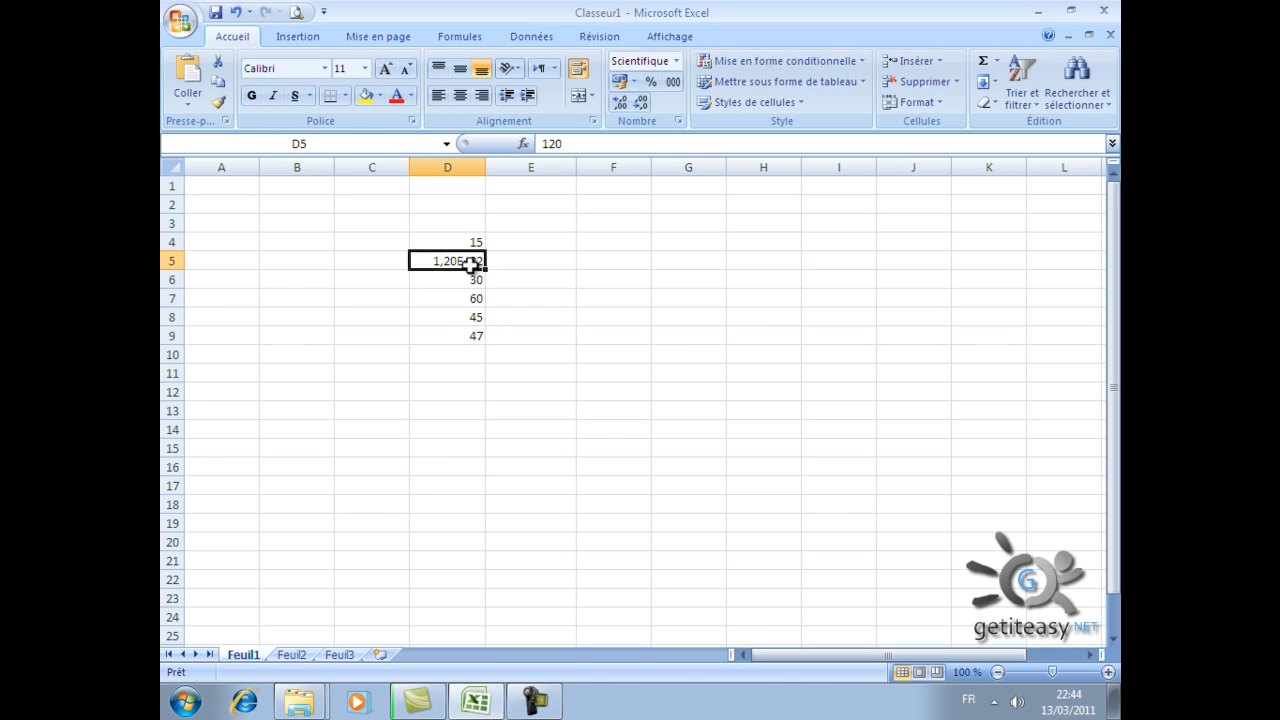 Classeur1 - Microsoft Excel
Accueil Insertion Mise en page Formules Données Révision Affichage
Coller
Calibri 11
G I S
Scientifique
% 000
Mise en forme conditionnelle
Mettre sous forme de tableau
Styles de cellules
Insérer
Supprimer
Format
Σ
Trier et filtrer
Rechercher et sélectionner
Presse-p... Police Alignement Nombre Style Cellules Édition
D5 fx 120
A B C D E F G H I J K L
1
2
3
4 15
5
6 30
7 60
8 45
9 47
10
11
12
13
14
15
16
17
18
19
20
21
22
23
24
25
G
getiteasy.NET
Feuil1 Feuil2 Feuil3
Prêt 100 %
FR 22:44
13/03/2011